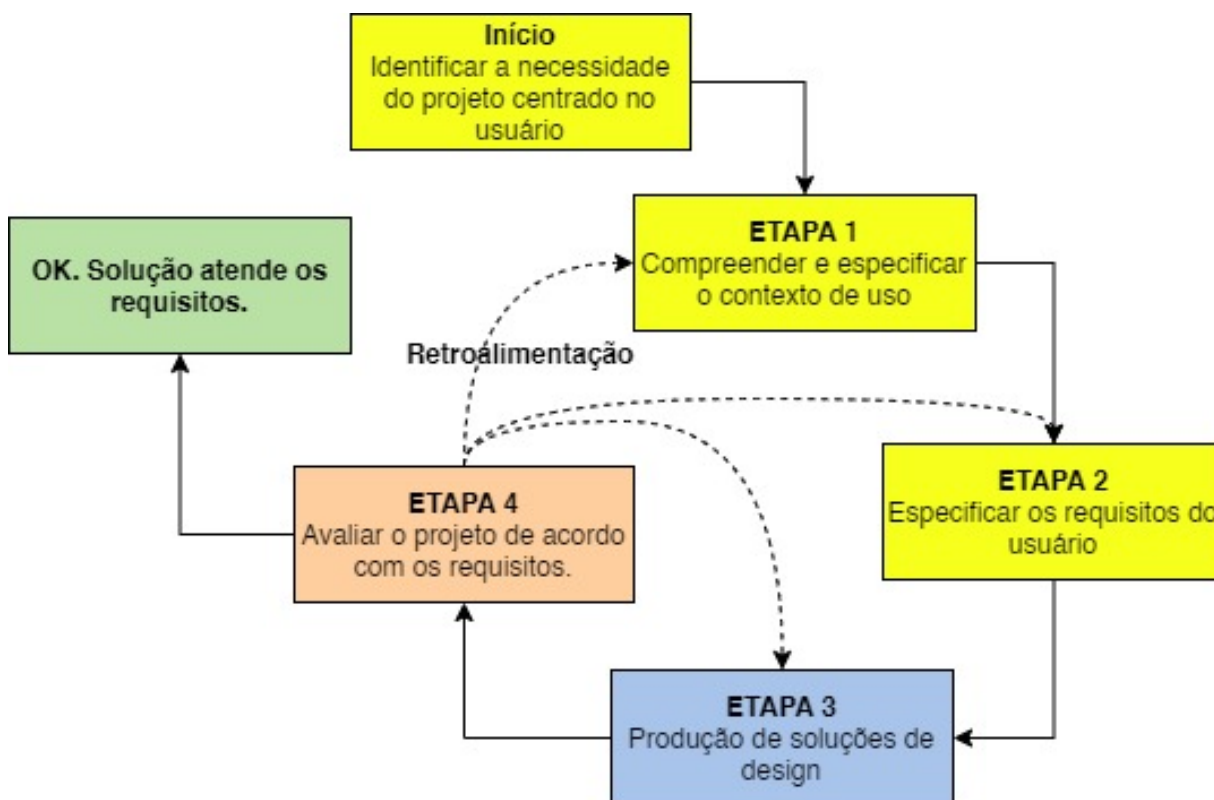 Início
Identificar a necessidade
do projeto centrado no
usuário
ETAPA 1
Compreender e especificar
o contexto de uso
OK. Solução atende os
requisitos.
Retroalimentação
ETAPA 2
Especificar os requisitos do
usuário
ETAPA 4
Avaliar o projeto de acordo
com os requisitos.
ETAPA 3
Produção de soluções de
design